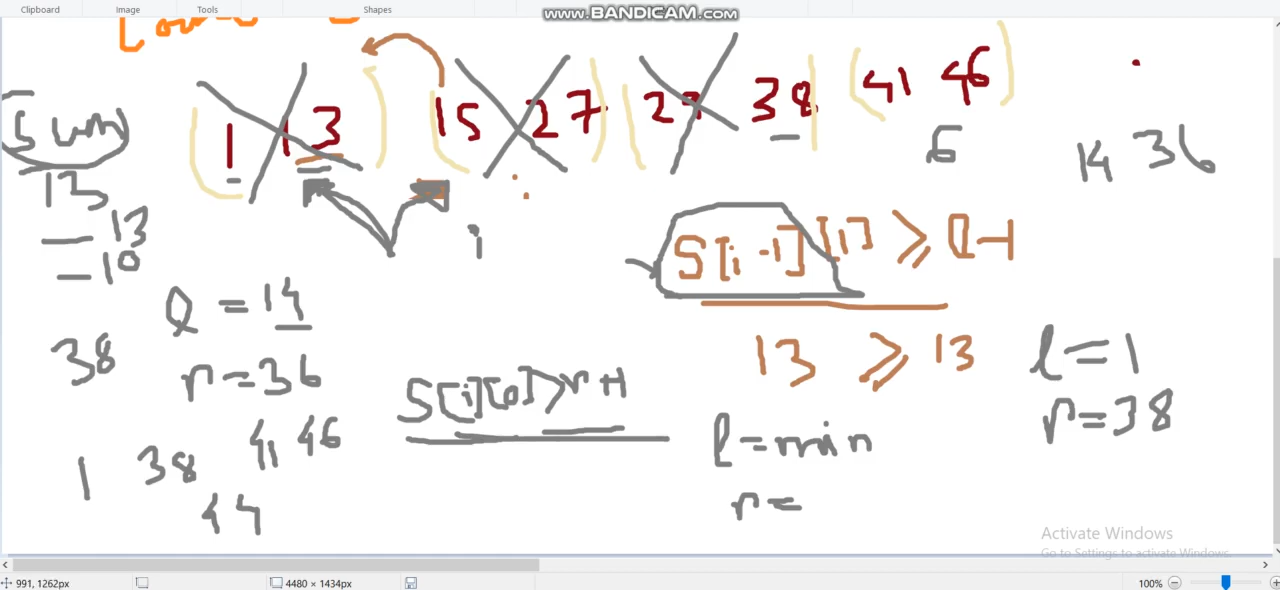 Clipboard
Image
Tools
Shapes
WWW.BANDICAM.COM
( 1 13 ) ( 15 27 ) ( 27 38 ) ( 41 46 )
6
14 36
Sum
13
— 13
— 10
i
S[i-1][1] ≥ l-1
13 ≥ 13
l = 14
r = 36
38
S[i][0] > r+1
l = 1
r = 38
l = min
r =
41 46
1 38
44
Activate Windows
Go to Settings to activate Windows.
991, 1262px
4480 × 1434px
100%